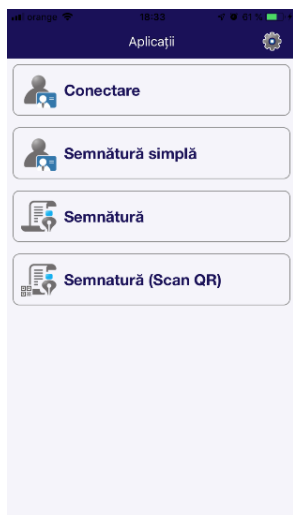 orange 18:33 61 %
Aplicații
Conectare
Semnătură simplă
Semnătură
Semnatură (Scan QR)